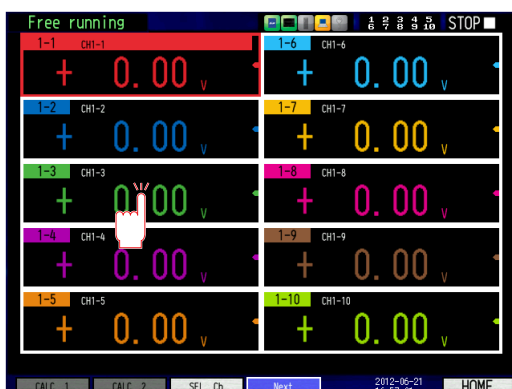 Free running
1 2 3 4 5
6 7 8 9 10
STOP
1-1 CH1-1
+ 0.00 V
1-2 CH1-2
+ 0.00 V
1-3 CH1-3
+ 0.00 V
1-4 CH1-4
+ 0.00 V
1-5 CH1-5
+ 0.00 V
1-6 CH1-6
+ 0.00 V
1-7 CH1-7
+ 0.00 V
1-8 CH1-8
+ 0.00 V
1-9 CH1-9
+ 0.00 V
1-10 CH1-10
+ 0.00 V
CALC 1 CALC 2 SEL Ch Next
2012-06-21
HOME